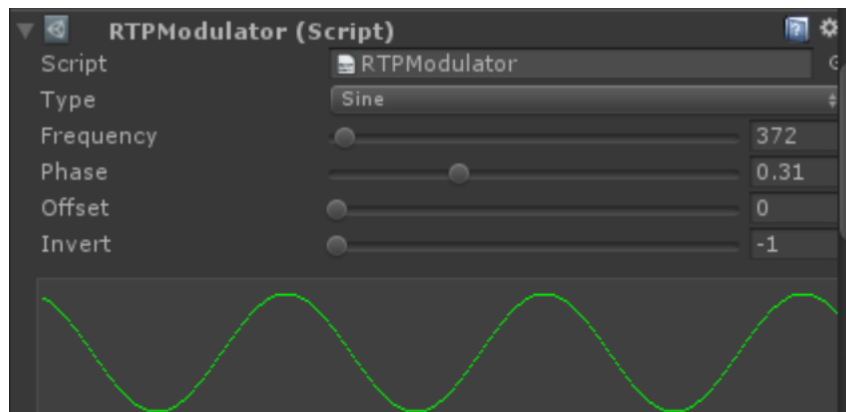 RTPModulator (Script)
Script RTPModulator
Type Sine
Frequency 372
Phase 0.31
Offset 0
Invert -1